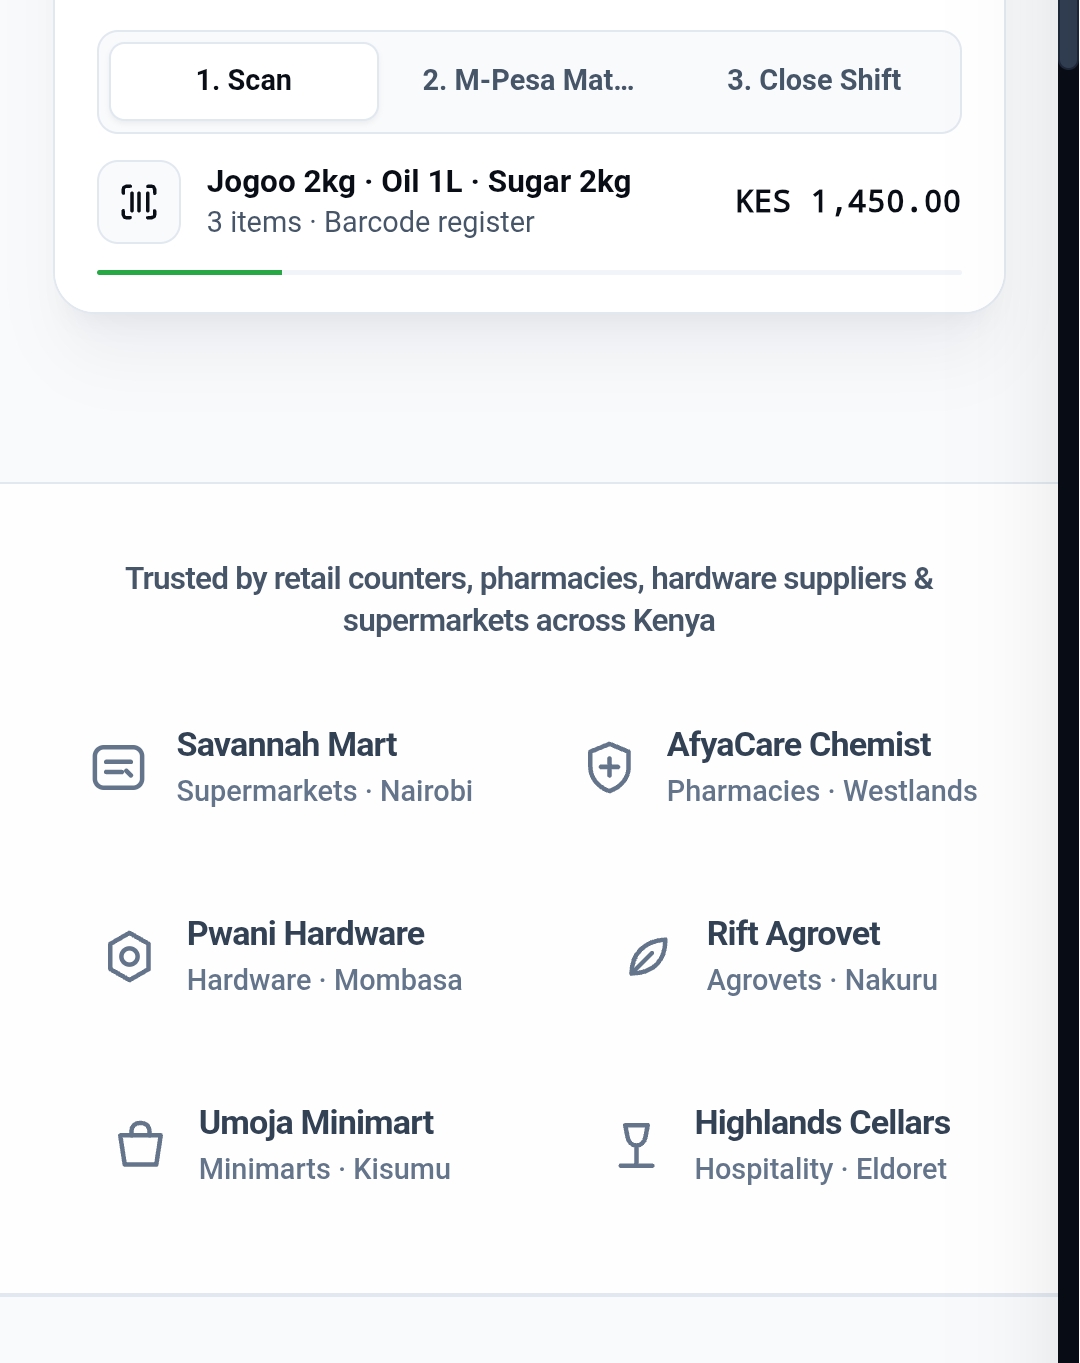 1. Scan
2. M-Pesa Mat…
3. Close Shift
Jogoo 2kg · Oil 1L · Sugar 2kg
3 items · Barcode register
KES 1,450.00
Trusted by retail counters, pharmacies, hardware suppliers &
supermarkets across Kenya
Savannah Mart
Supermarkets · Nairobi
AfyaCare Chemist
Pharmacies · Westlands
Pwani Hardware
Hardware · Mombasa
Rift Agrovet
Agrovets · Nakuru
Umoja Minimart
Minimarts · Kisumu
Highlands Cellars
Hospitality · Eldoret